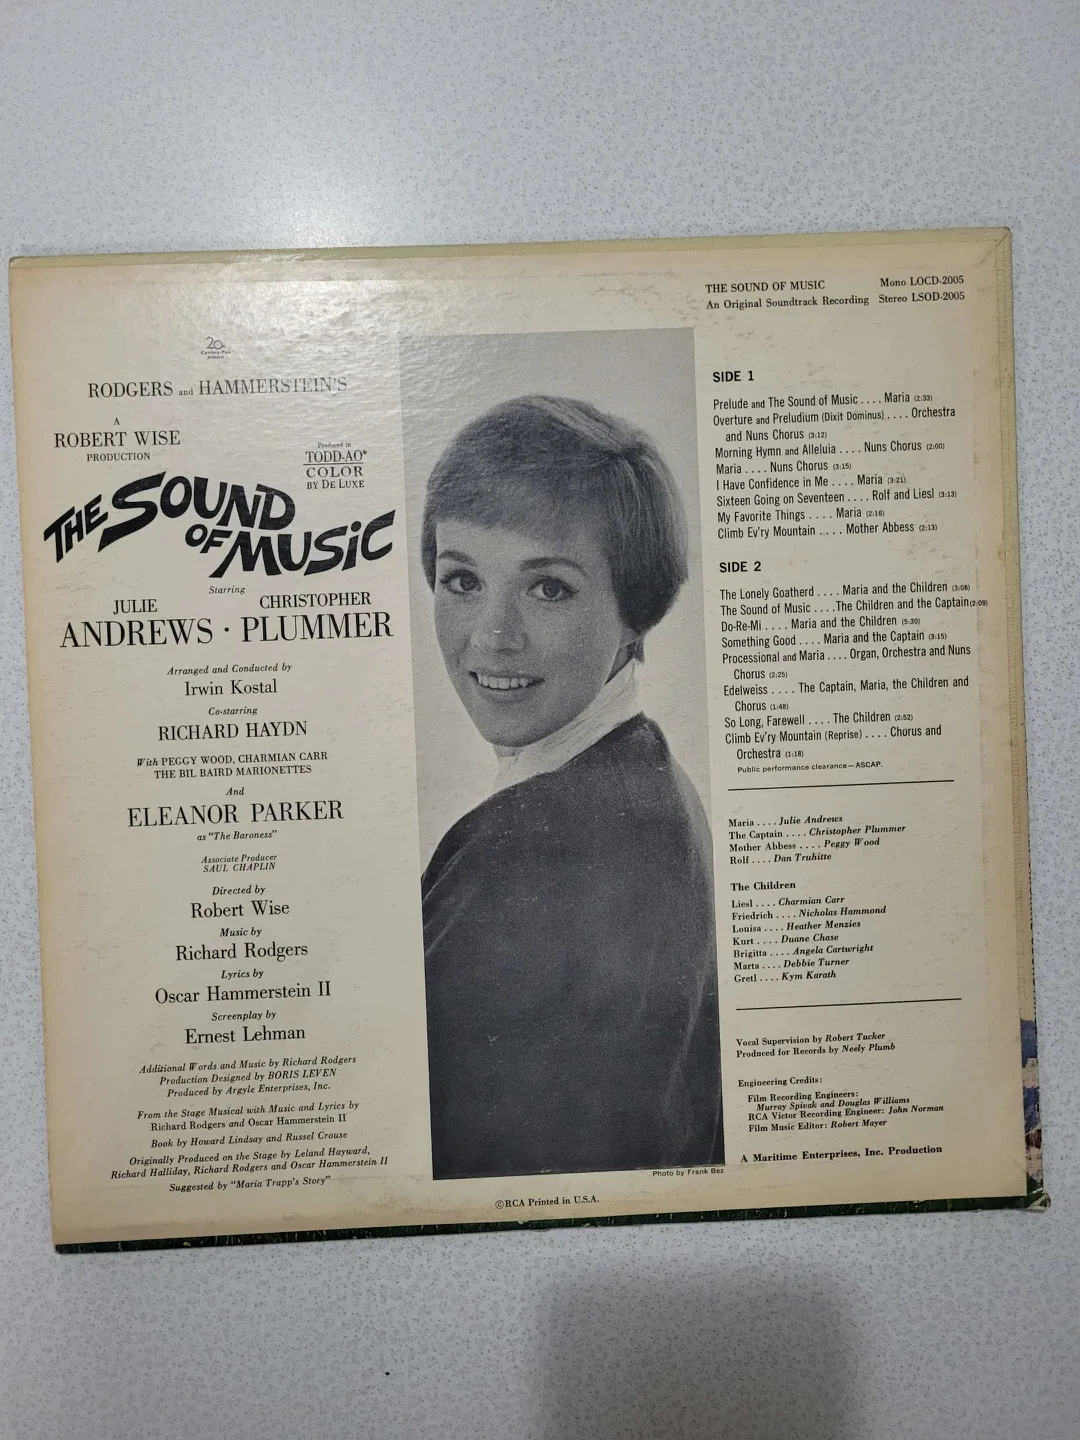 THE SOUND OF MUSIC Mono LOCD-2005
An Original Soundtrack Recording Stereo LSOD-2005
20th
Century-Fox
presents
RODGERS and HAMMERSTEIN'S
A
ROBERT WISE
PRODUCTION
Produced in
TODD-AO®
COLOR
BY DE LUXE
THE SOUND
OF MUSIC
Starring
JULIE CHRISTOPHER
ANDREWS · PLUMMER
Arranged and Conducted by
Irwin Kostal
Co-starring
RICHARD HAYDN
With PEGGY WOOD, CHARMIAN CARR
THE BIL BAIRD MARIONETTES
And
ELEANOR PARKER
as "The Baroness"
Associate Producer
SAUL CHAPLIN
Directed by
Robert Wise
Music by
Richard Rodgers
Lyrics by
Oscar Hammerstein II
Screenplay by
Ernest Lehman
Additional Words and Music by Richard Rodgers
Production Designed by BORIS LEVEN
Produced by Argyle Enterprises, Inc.
From the Stage Musical with Music and Lyrics by
Richard Rodgers and Oscar Hammerstein II
Book by Howard Lindsay and Russel Crouse
Originally Produced on the Stage by Leland Hayward,
Richard Halliday, Richard Rodgers and Oscar Hammerstein II
Suggested by "Maria Trapp's Story"
SIDE 1
Prelude and The Sound of Music .... Maria (2:33)
Overture and Preludium (Dixit Dominus) .... Orchestra
and Nuns Chorus (3:12)
Morning Hymn and Alleluia .... Nuns Chorus (2:00)
Maria .... Nuns Chorus (3:15)
I Have Confidence in Me .... Maria (3:21)
Sixteen Going on Seventeen .... Rolf and Liesl (3:13)
My Favorite Things .... Maria (2:16)
Climb Ev'ry Mountain .... Mother Abbess (2:13)
SIDE 2
The Lonely Goatherd .... Maria and the Children (3:08)
The Sound of Music ....The Children and the Captain(2:09)
Do-Re-Mi .... Maria and the Children (5:30)
Something Good .... Maria and the Captain (3:15)
Processional and Maria .... Organ, Orchestra and Nuns
Chorus (2:25)
Edelweiss .... The Captain, Maria, the Children and
Chorus (1:48)
So Long, Farewell .... The Children (2:52)
Climb Ev'ry Mountain (Reprise) .... Chorus and
Orchestra (1:18)
Public performance clearance—ASCAP.
Maria .... Julie Andrews
The Captain .... Christopher Plummer
Mother Abbess .... Peggy Wood
Rolf .... Dan Truhitte
The Children
Liesl .... Charmian Carr
Friedrich .... Nicholas Hammond
Louisa .... Heather Menzies
Kurt .... Duane Chase
Brigitta .... Angela Cartwright
Marta .... Debbie Turner
Gretl .... Kym Karath
Vocal Supervision by Robert Tucker
Produced for Records by Neely Plumb
Engineering Credits:
Film Recording Engineers:
Murray Spivak and Douglas Williams
RCA Victor Recording Engineer: John Norman
Film Music Editor: Robert Mayer
A Maritime Enterprises, Inc. Production
Photo by Frank Bez
©RCA Printed in U.S.A.